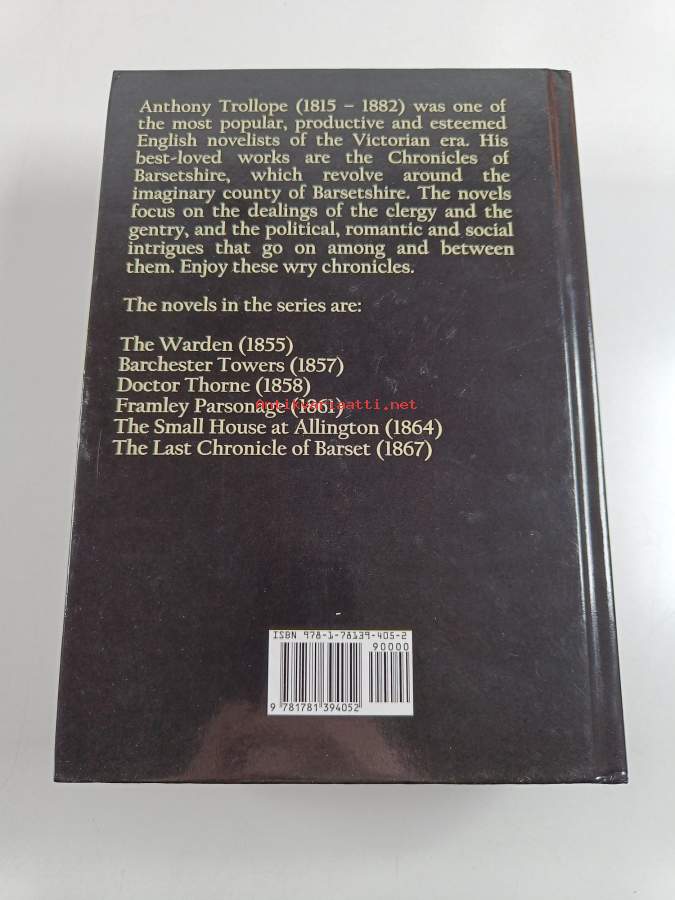 Anthony Trollope (1815 – 1882) was one of
the most popular, productive and esteemed
English novelists of the Victorian era. His
best-loved works are the Chronicles of
Barsetshire, which revolve around the
imaginary county of Barsetshire. The novels
focus on the dealings of the clergy and the
gentry, and the political, romantic and social
intrigues that go on among and between
them. Enjoy these wry chronicles.
The novels in the series are:
The Warden (1855)
Barchester Towers (1857)
Doctor Thorne (1858)
Framley Parsonage (1861)
Antikvariaatti.net
The Small House at Allington (1864)
The Last Chronicle of Barset (1867)
ISBN 978-1-78139-405-2
90000
9 781781 394052